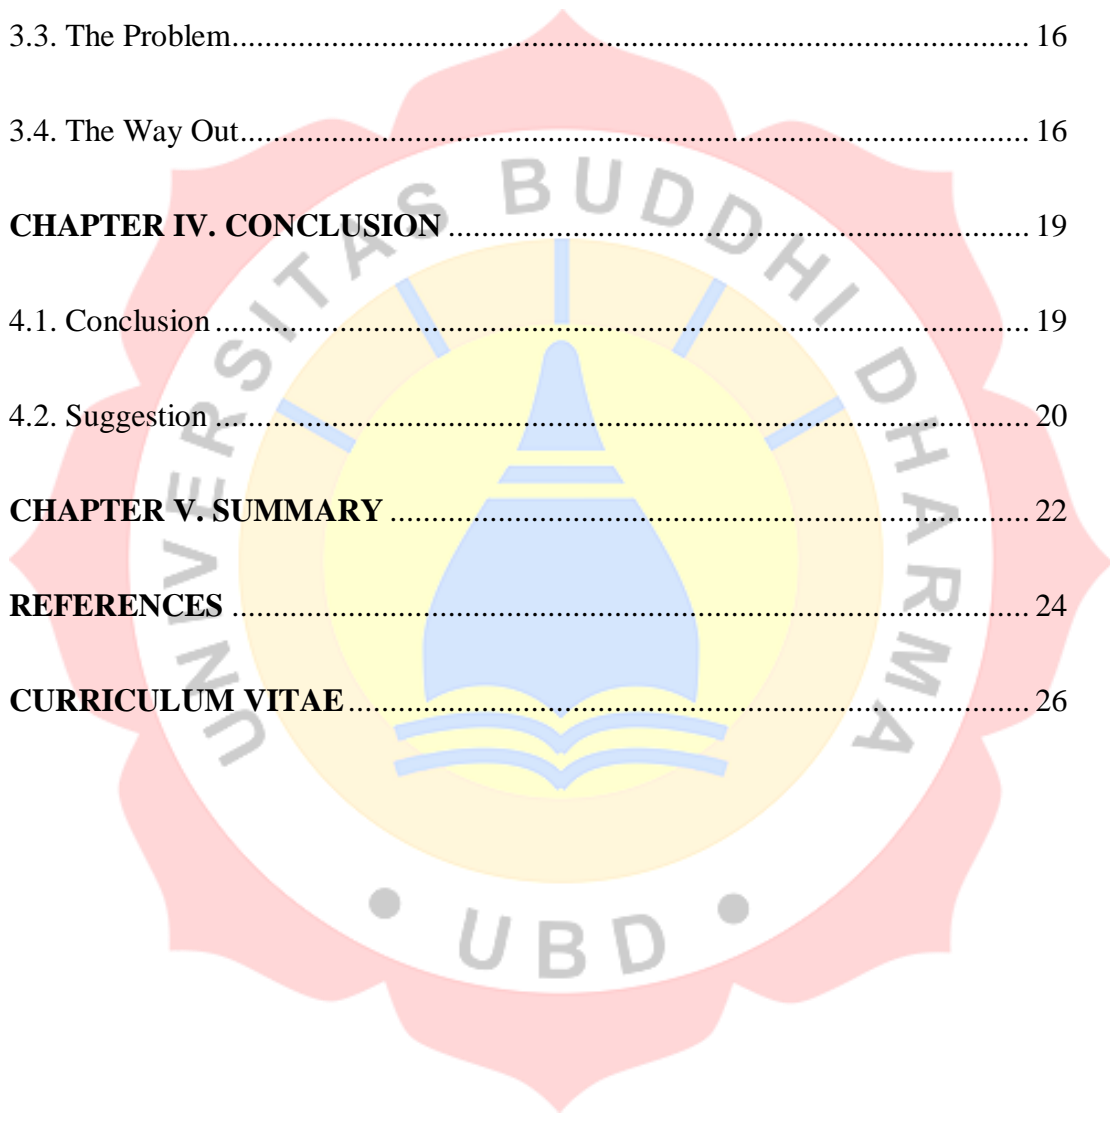 3.3. The Problem.......................................................................................................... 16
3.4. The Way Out......................................................................................................... 16
CHAPTER IV. CONCLUSION ............................................................................. 19
4.1. Conclusion ............................................................................................................ 19
4.2. Suggestion ............................................................................................................ 20
CHAPTER V. SUMMARY ..................................................................................... 22
REFERENCES .......................................................................................................... 24
CURRICULUM VITAE ........................................................................................... 26
UNIVERSITAS BUDDHI DHARMA
• UBD •